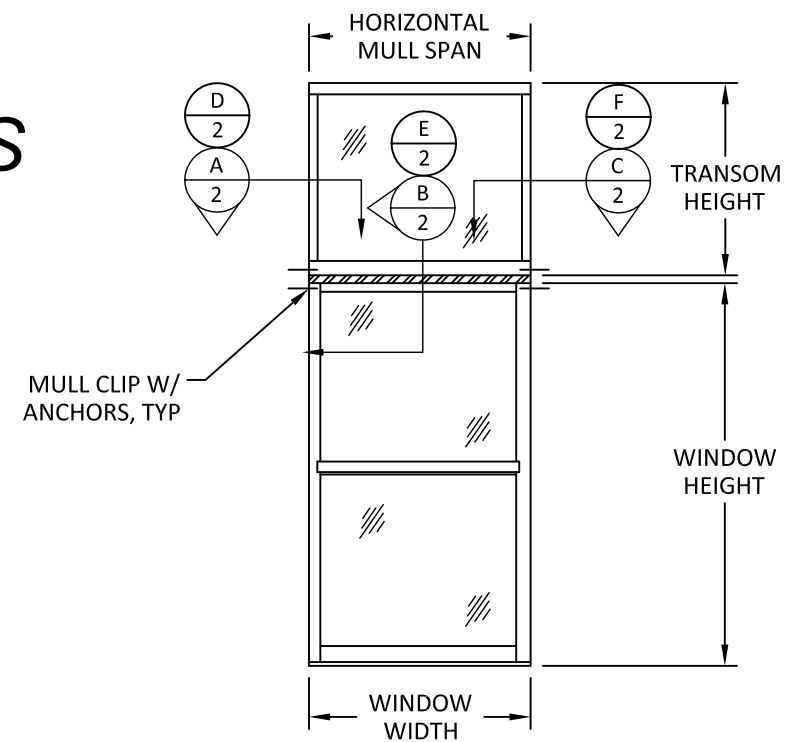 HORIZONTAL
MULL SPAN
S
D
2
A
2
E
2
B
2
F
2
C
2
TRANSOM
HEIGHT
MULL CLIP W/
ANCHORS, TYP
WINDOW
HEIGHT
WINDOW
WIDTH